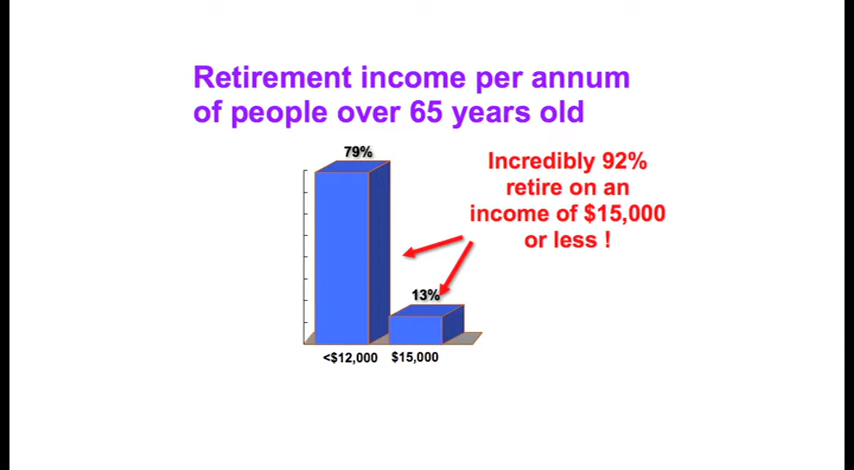 Retirement income per annum
of people over 65 years old
79%
Incredibly 92%
retire on an
income of $15,000
or less !
13%
<$12,000 $15,000